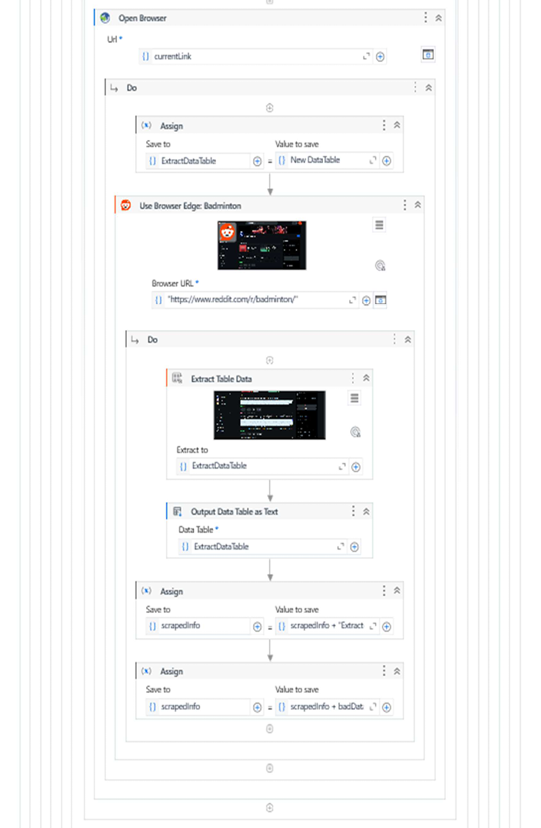 Open Browser
Url *
currentLink
Do
Assign
Save to Value to save
ExtractDataTable = New DataTable
Use Browser Edge: Badminton
Browser URL *
"https://www.reddit.com/r/badminton/"
Do
Extract Table Data
Extract to
ExtractDataTable
Output Data Table as Text
Data Table *
ExtractDataTable
Assign
Save to Value to save
scrapedInfo = scrapedInfo + "Extract
Assign
Save to Value to save
scrapedInfo = scrapedInfo + badDat